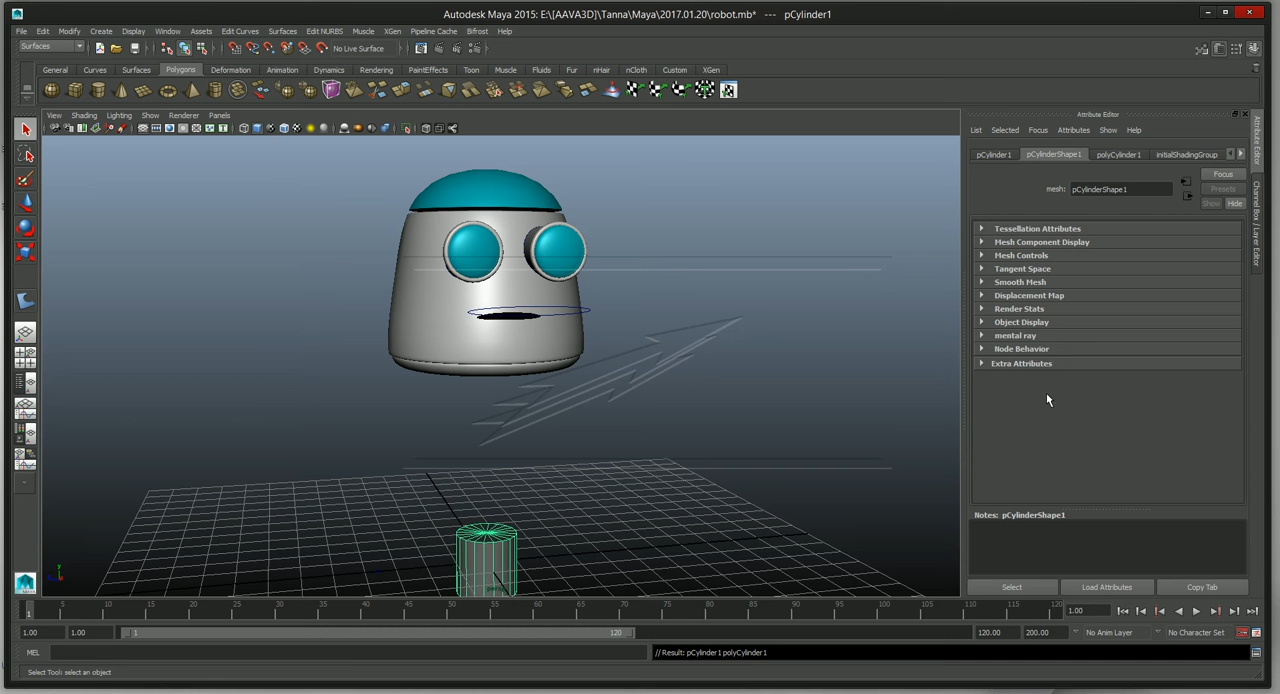 Autodesk Maya 2015: E:\[AAVA3D]\Tanna\Maya\2017.01.20\robot.mb*   ---   pCylinder1
File Edit Modify Create Display Window Assets Edit Curves Surfaces Edit NURBS Muscle XGen Pipeline Cache Bifrost Help
Surfaces No Live Surface
General Curves Surfaces Polygons Deformation Animation Dynamics Rendering PaintEffects Toon Muscle Fluids Fur nHair nCloth Custom XGen
View Shading Lighting Show Renderer Panels
Attribute Editor
List Selected Focus Attributes Show Help
pCylinder1 pCylinderShape1 polyCylinder1 initialShadingGroup
Focus
mesh: pCylinderShape1 Presets
Show Hide
Tessellation Attributes
Mesh Component Display
Mesh Controls
Tangent Space
Smooth Mesh
Displacement Map
Render Stats
Object Display
mental ray
Node Behavior
Extra Attributes
Notes: pCylinderShape1
Select Load Attributes Copy Tab
Attribute Editor
Channel Box / Layer Editor
y
1 5 10 15 20 25 30 35 40 45 50 55 60 65 70 75 80 85 90 95 100 105 110 115 120 1.00
1.00 1.00 1 120 120.00 200.00 No Anim Layer No Character Set
MEL // Result: pCylinder1 polyCylinder1
Select Tool: select an object